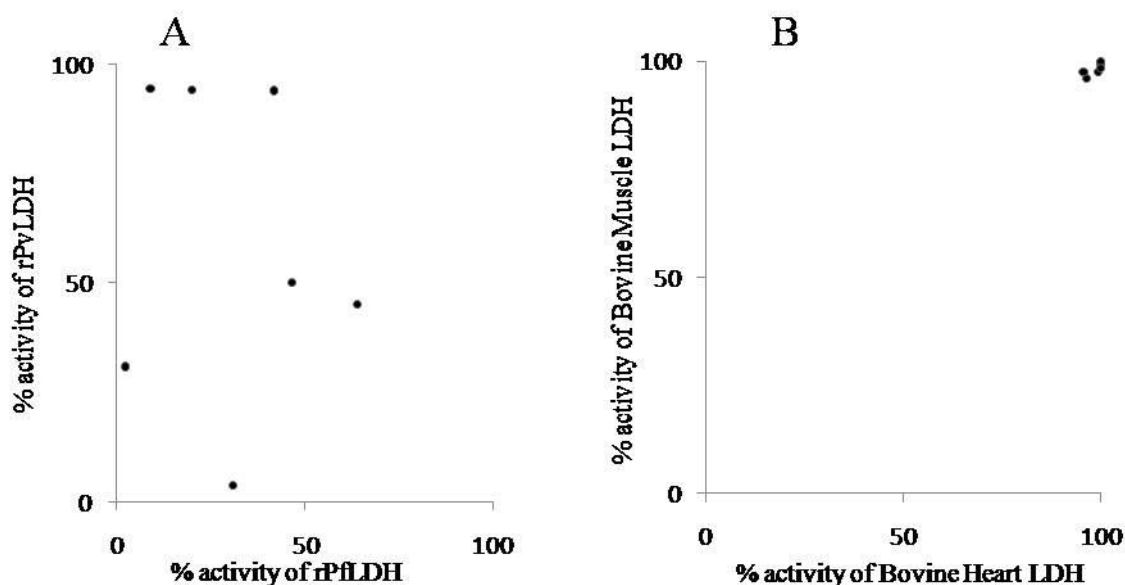 A
100
50
0
% activity of rPvLDH
0
50
100
% activity of rPfLDH
B
100
50
0
% activity of Bovine Muscle LDH
0
50
100
% activity of Bovine Heart LDH